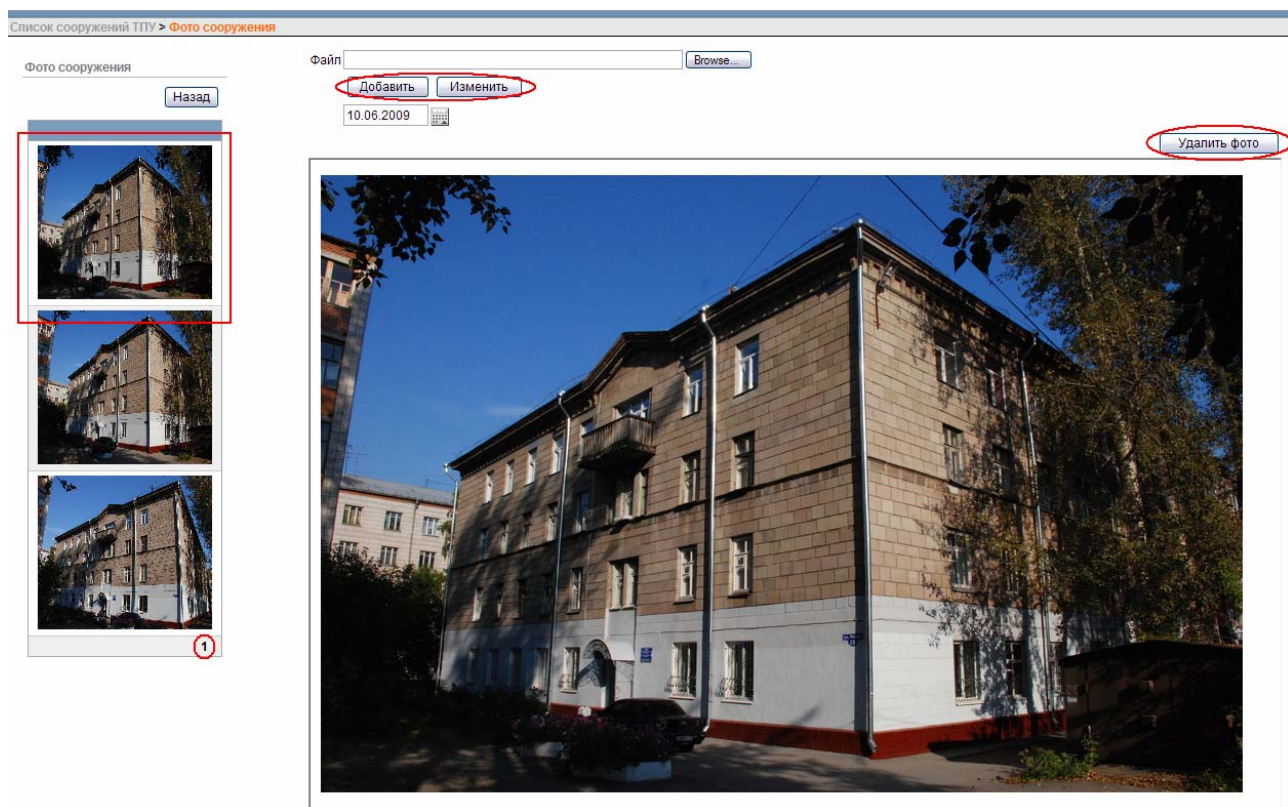 Список сооружений ТПУ > Фото сооружения
Фото сооружения
Назад
1
Файл
Browse...
Добавить Изменить
10.06.2009
Удалить фото